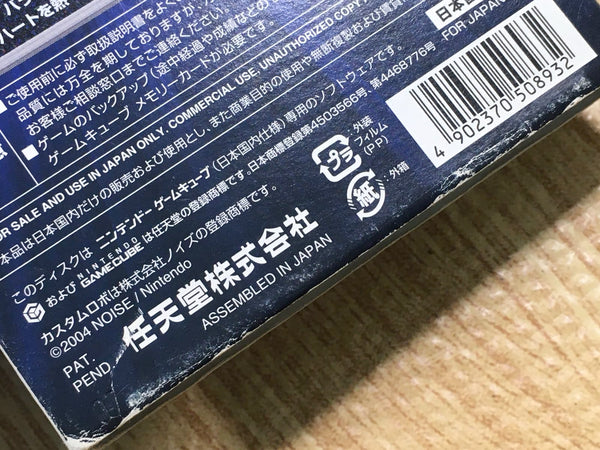 ハートを熱
ご使用前に必ず取扱説明書をよく
品質には万全を期しておりますが、
お客様ご相談窓口までご連絡ください
ゲームのバックアップ(途中経過や成績などの
ゲームキューブ メモリーカードが必要です。
FOR SALE AND USE IN JAPAN ONLY. COMMERCIAL USE, UNAUTHORIZED COPY
本品は日本国内だけの販売および使用とし、また商業目的の使用や無断複製および
このディスクは ニンテンドー ゲームキューブ (日本国内仕様) 専用のソフトウェアです。
および NINTENDO GAMECUBE は任天堂の登録商標です。日本商標登録第4505566号、第4468776号
カスタムロボは株式会社ノイズの登録商標です。
©2004 NOISE / Nintendo
PAT.
PEND.
任天堂株式会社
ASSEMBLED IN JAPAN
プラ
外装
フィルム
(PP)
紙
外箱
日本
FOR JAPAN
4 902370 508932